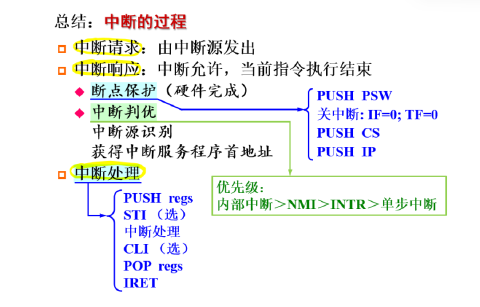 总结：中断的过程
中断请求：由中断源发出
中断响应：中断允许，当前指令执行结束
断点保护（硬件完成）
PUSH PSW
关中断: IF=0; TF=0
PUSH CS
PUSH IP
中断判优
中断源识别
获得中断服务程序首地址
优先级：
内部中断＞NMI＞INTR＞单步中断
中断处理
PUSH regs
STI （选）
中断处理
CLI （选）
POP regs
IRET